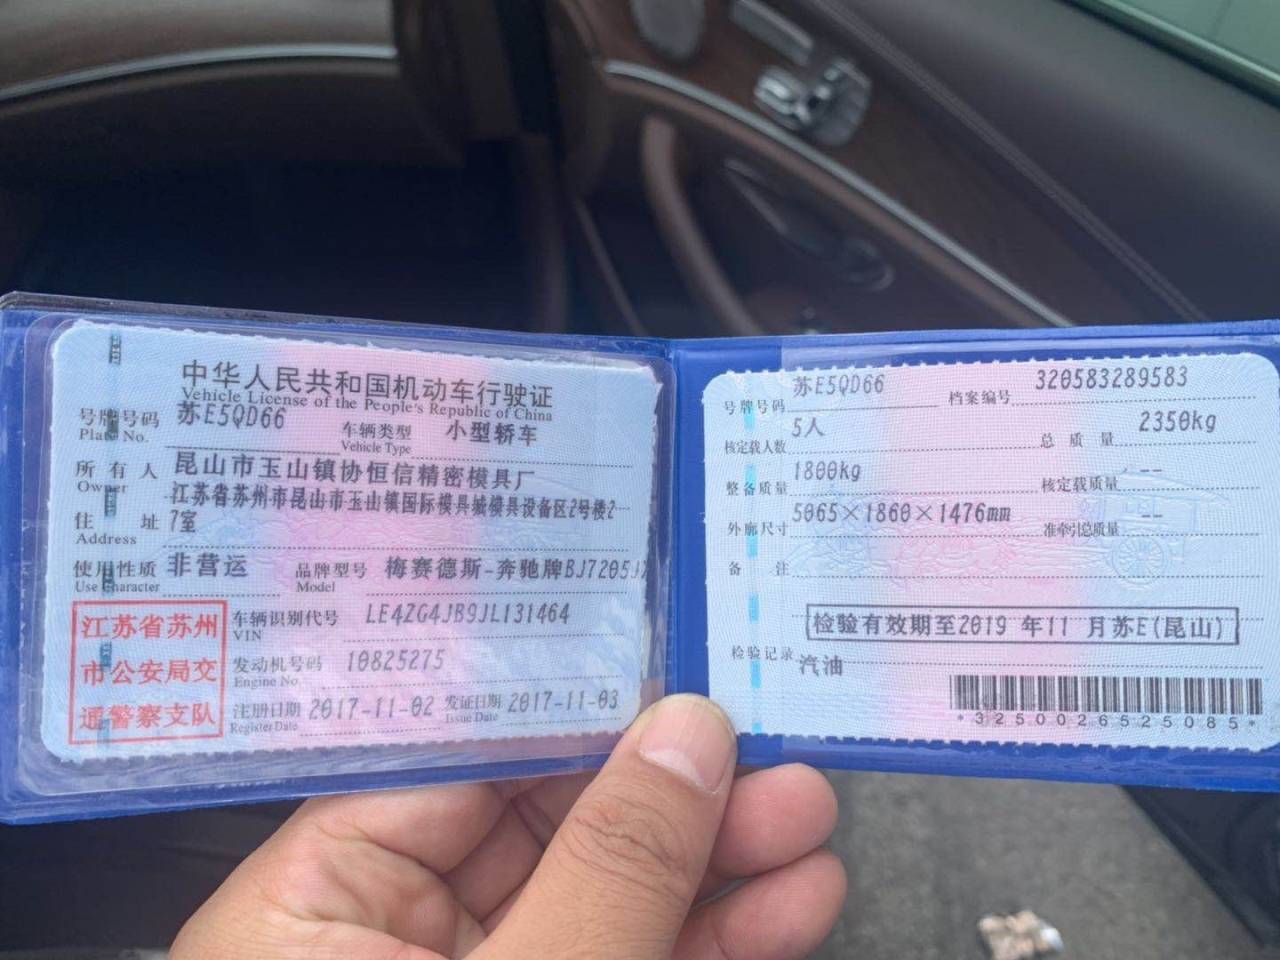 中华人民共和国机动车行驶证
Vehicle License of the People's Republic of China
号牌号码 苏E5QD66 车辆类型 小型轿车
Plate No. Vehicle Type
所有人 昆山市玉山镇协恒信精密模具厂
Owner
住址 江苏省苏州市昆山市玉山镇国际模具城模具设备区2号楼2
Address 7室
使用性质 非营运 品牌型号 梅赛德斯-奔驰牌BJ7205J
Use Character Model
江苏省苏州
市公安局交
通警察支队
车辆识别代号 LE4ZG4JB9JL131464
VIN
发动机号码 10825275
Engine No.
注册日期 2017-11-02 发证日期 2017-11-03
Register Date Issue Date
号牌号码 苏E5QD66 档案编号 320583289583
核定载人数 5人 总质量 2350kg
整备质量 1800kg 核定载质量 --
外廓尺寸 5065×1860×1476mm 准牵引总质量 --
备注
检验有效期至2019 年11 月苏E(昆山)
检验记录 汽油
*3250026525085*